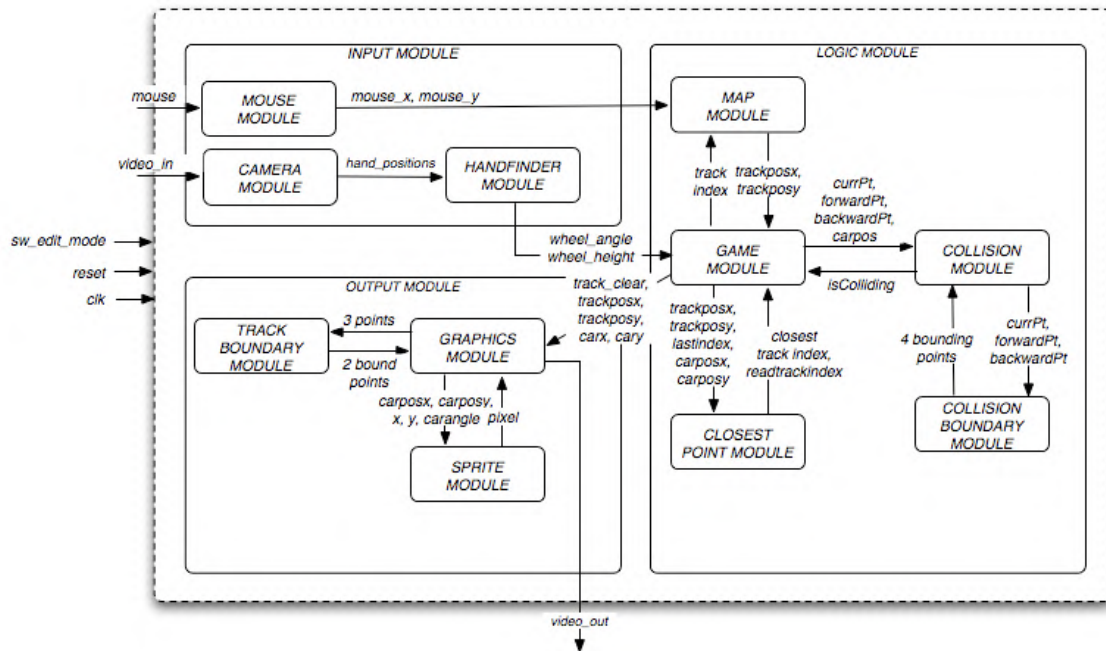 INPUT MODULE
mouse
MOUSE
MODULE
mouse_x, mouse_y
video_in
CAMERA
MODULE
hand_positions
HANDFINDER
MODULE
sw_edit_mode
reset
clk
wheel_angle
wheel_height
OUTPUT MODULE
TRACK
BOUNDARY
MODULE
3 points
2 bound
points
GRAPHICS
MODULE
track_clear,
trackposx,
trackposy,
carx, cary
carposx, carposy,
x, y, carangle
pixel
SPRITE
MODULE
video_out
LOGIC MODULE
MAP
MODULE
track
index
trackposx,
trackposy
GAME
MODULE
currPt,
forwardPt,
backwardPt,
carpos
isColliding
COLLISION
MODULE
trackposx,
trackposy,
lastindex,
carposx,
carposy
closest
track index,
readtrackindex
CLOSEST
POINT MODULE
4 bounding
points
currPt,
forwardPt,
backwardPt
COLLISION
BOUNDARY
MODULE